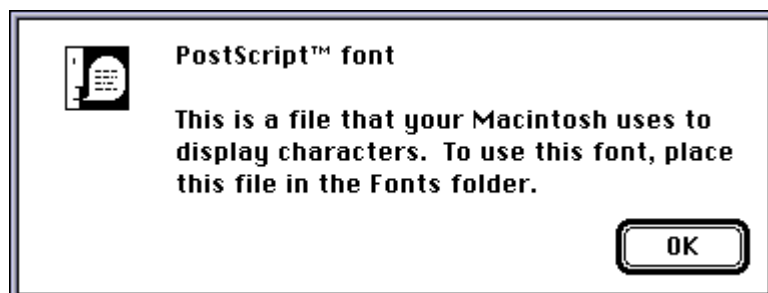 PostScript™ font
This is a file that your Macintosh uses to
display characters.  To use this font, place
this file in the Fonts folder.
OK